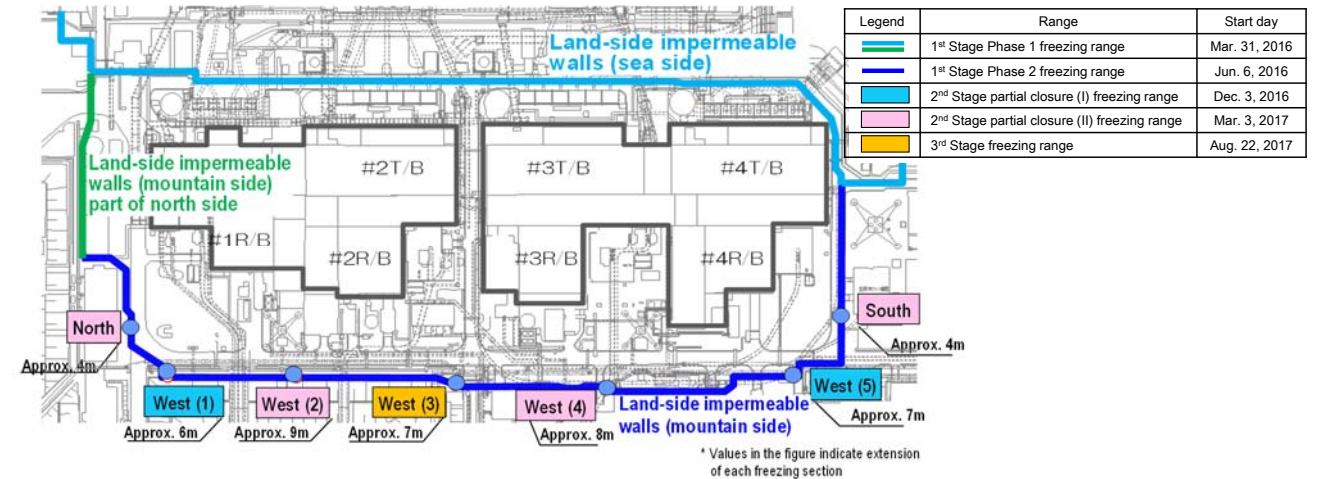 Land-side impermeable
walls (sea side)
Legend Range Start day
1st Stage Phase 1 freezing range Mar. 31, 2016
1st Stage Phase 2 freezing range Jun. 6, 2016
2nd Stage partial closure (I) freezing range Dec. 3, 2016
2nd Stage partial closure (II) freezing range Mar. 3, 2017
3rd Stage freezing range Aug. 22, 2017
Land-side impermeable
walls (mountain side)
part of north side
#2T/B
#3T/B
#4T/B
#1R/B
#2R/B
#3R/B
#4R/B
North
Approx. 4m
South
Approx. 4m
West (1)
Approx. 6m
West (2)
Approx. 9m
West (3)
Approx. 7m
West (4)
Approx. 8m
Land-side impermeable
walls (mountain side)
West (5)
Approx. 7m
* Values in the figure indicate extension
of each freezing section